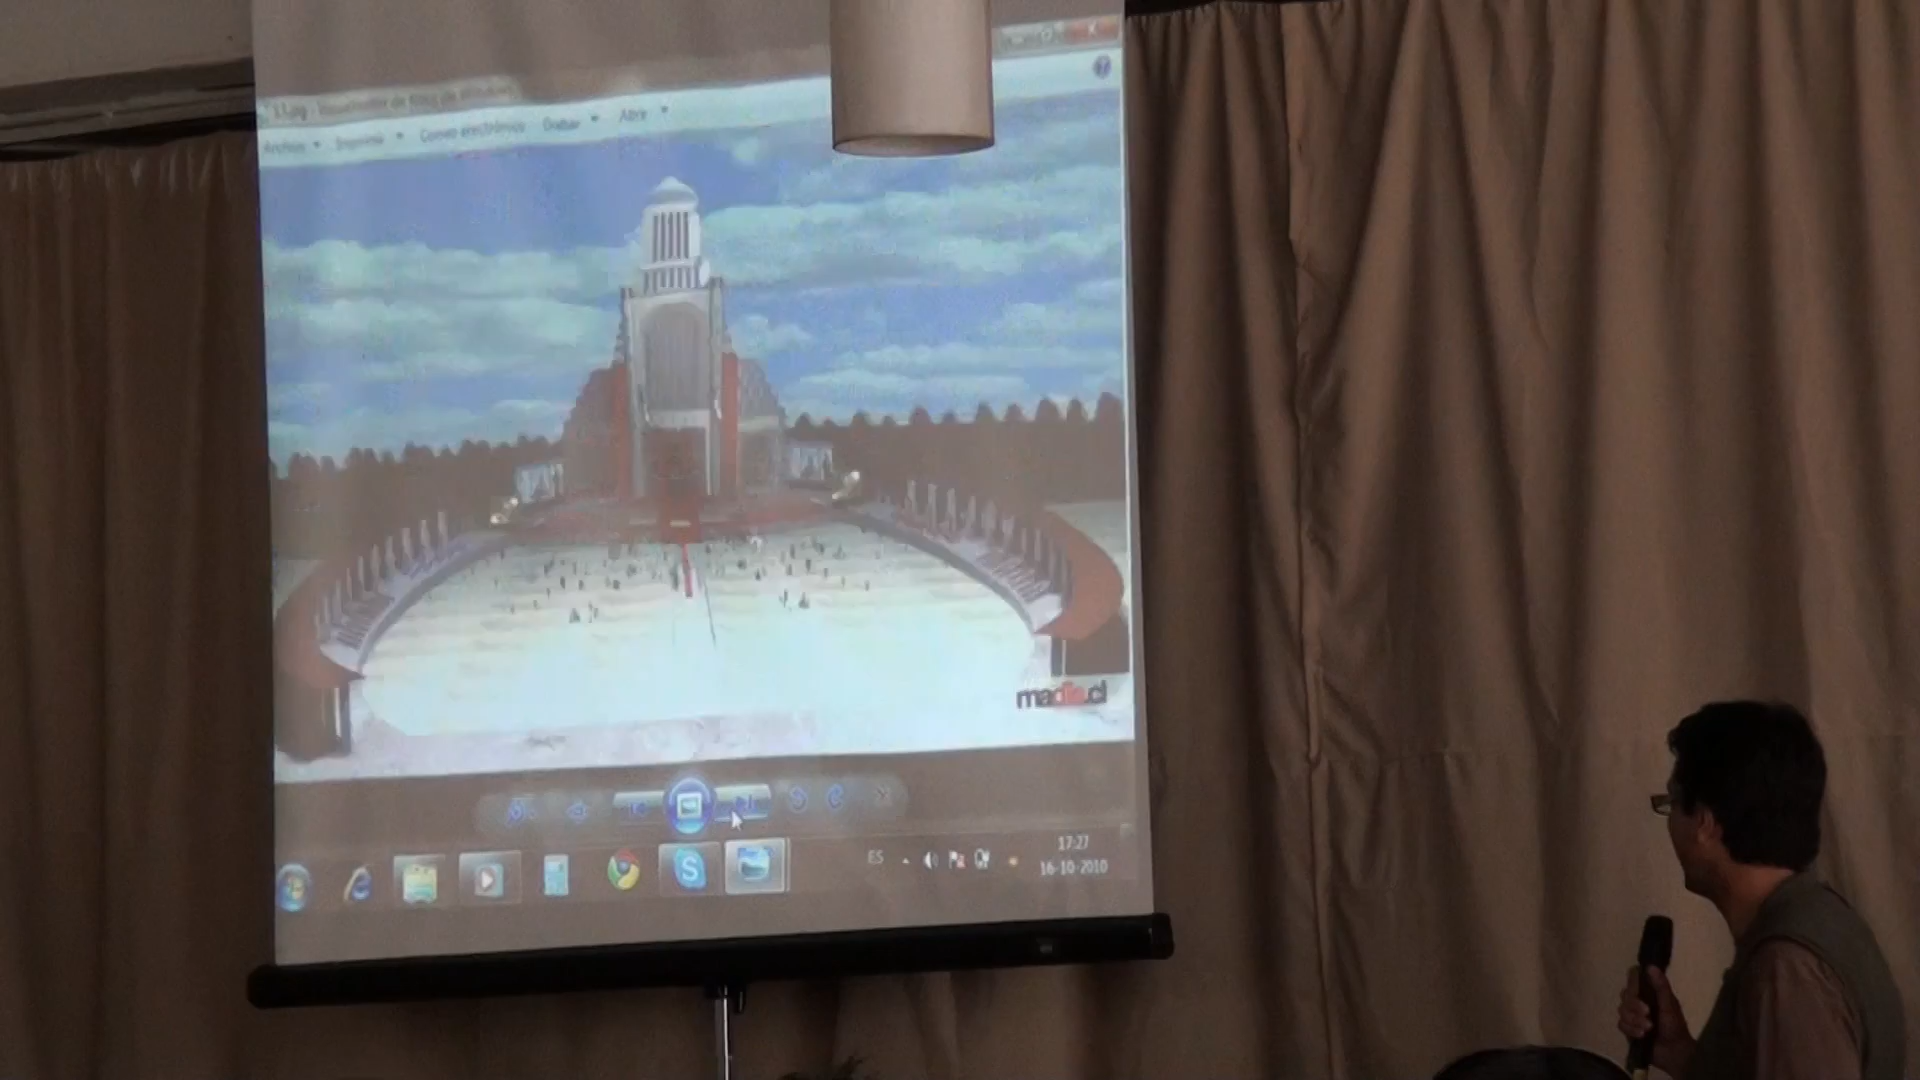 Archivo Imprimir Correo electrónico Grabar Abrir
madia.cl
ES
17:27
16-10-2010